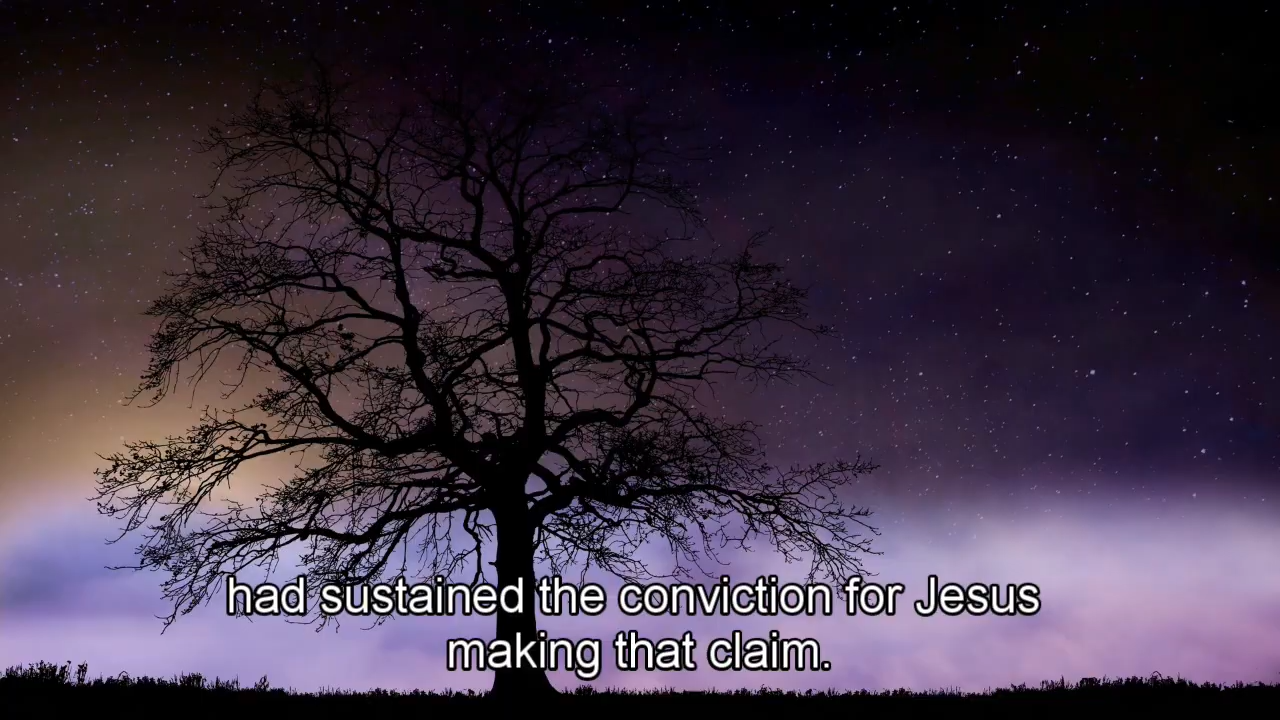 had sustained the conviction for Jesus
making that claim.